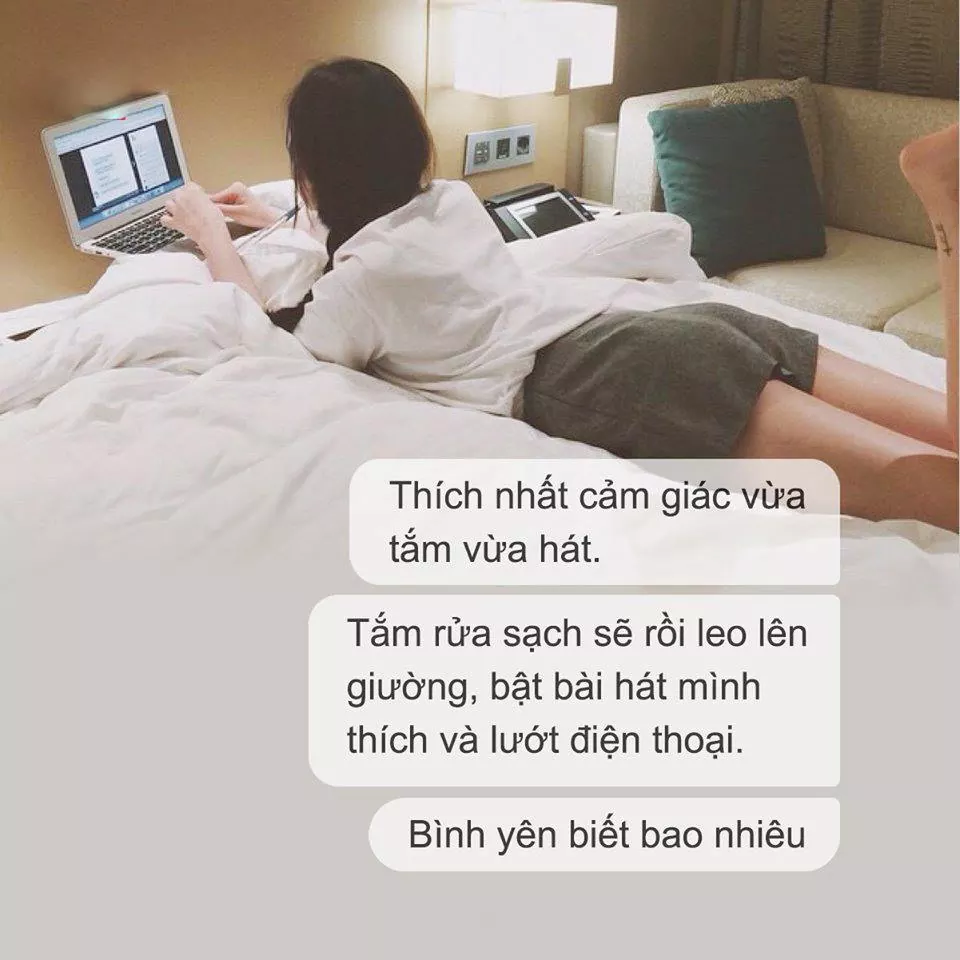 Thích nhất cảm giác vừa
tắm vừa hát.
Tắm rửa sạch sẽ rồi leo lên
giường, bật bài hát mình
thích và lướt điện thoại.
Bình yên biết bao nhiêu